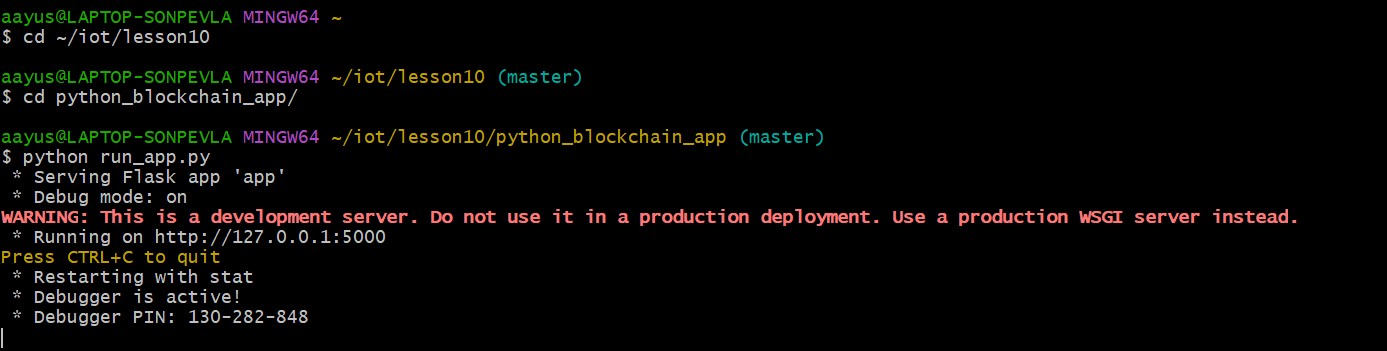 aayus@LAPTOP-SONPEVLA MINGW64 ~
$ cd ~/iot/lesson10
aayus@LAPTOP-SONPEVLA MINGW64 ~/iot/lesson10 (master)
$ cd python_blockchain_app/
aayus@LAPTOP-SONPEVLA MINGW64 ~/iot/lesson10/python_blockchain_app (master)
$ python run_app.py
 * Serving Flask app 'app'
 * Debug mode: on
WARNING: This is a development server. Do not use it in a production deployment. Use a production WSGI server instead.
 * Running on http://127.0.0.1:5000
Press CTRL+C to quit
 * Restarting with stat
 * Debugger is active!
 * Debugger PIN: 130-282-848